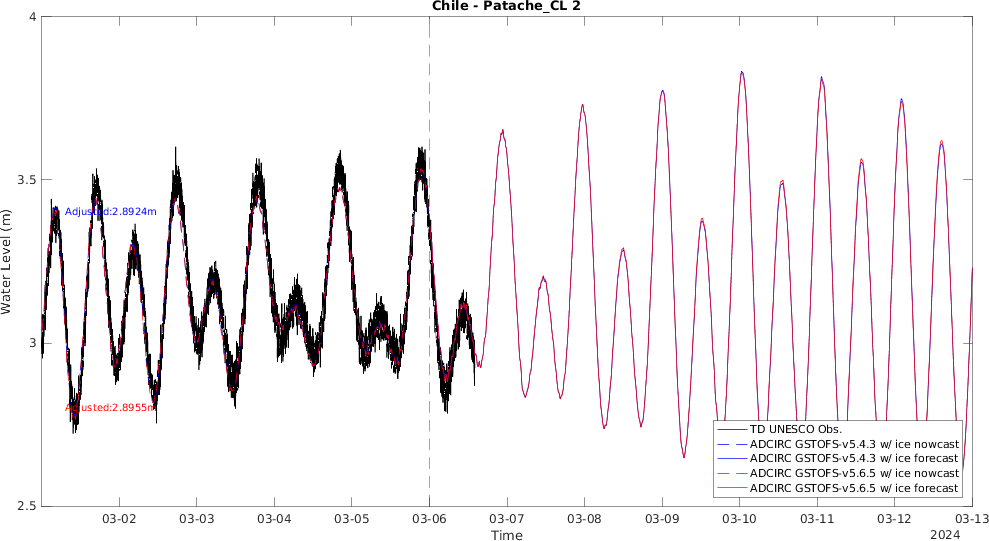 Chile - Patache_CL 2
4
3.5
3
2.5
Water Level (m)
Adjusted:2.8924m
Adjusted:2.8955m
TD UNESCO Obs.
ADCIRC GSTOFS-v5.4.3 w/ ice nowcast
ADCIRC GSTOFS-v5.4.3 w/ ice forecast
ADCIRC GSTOFS-v5.6.5 w/ ice nowcast
ADCIRC GSTOFS-v5.6.5 w/ ice forecast
03-02 03-03 03-04 03-05 03-06 03-07 03-08 03-09 03-10 03-11 03-12 03-13
Time
2024